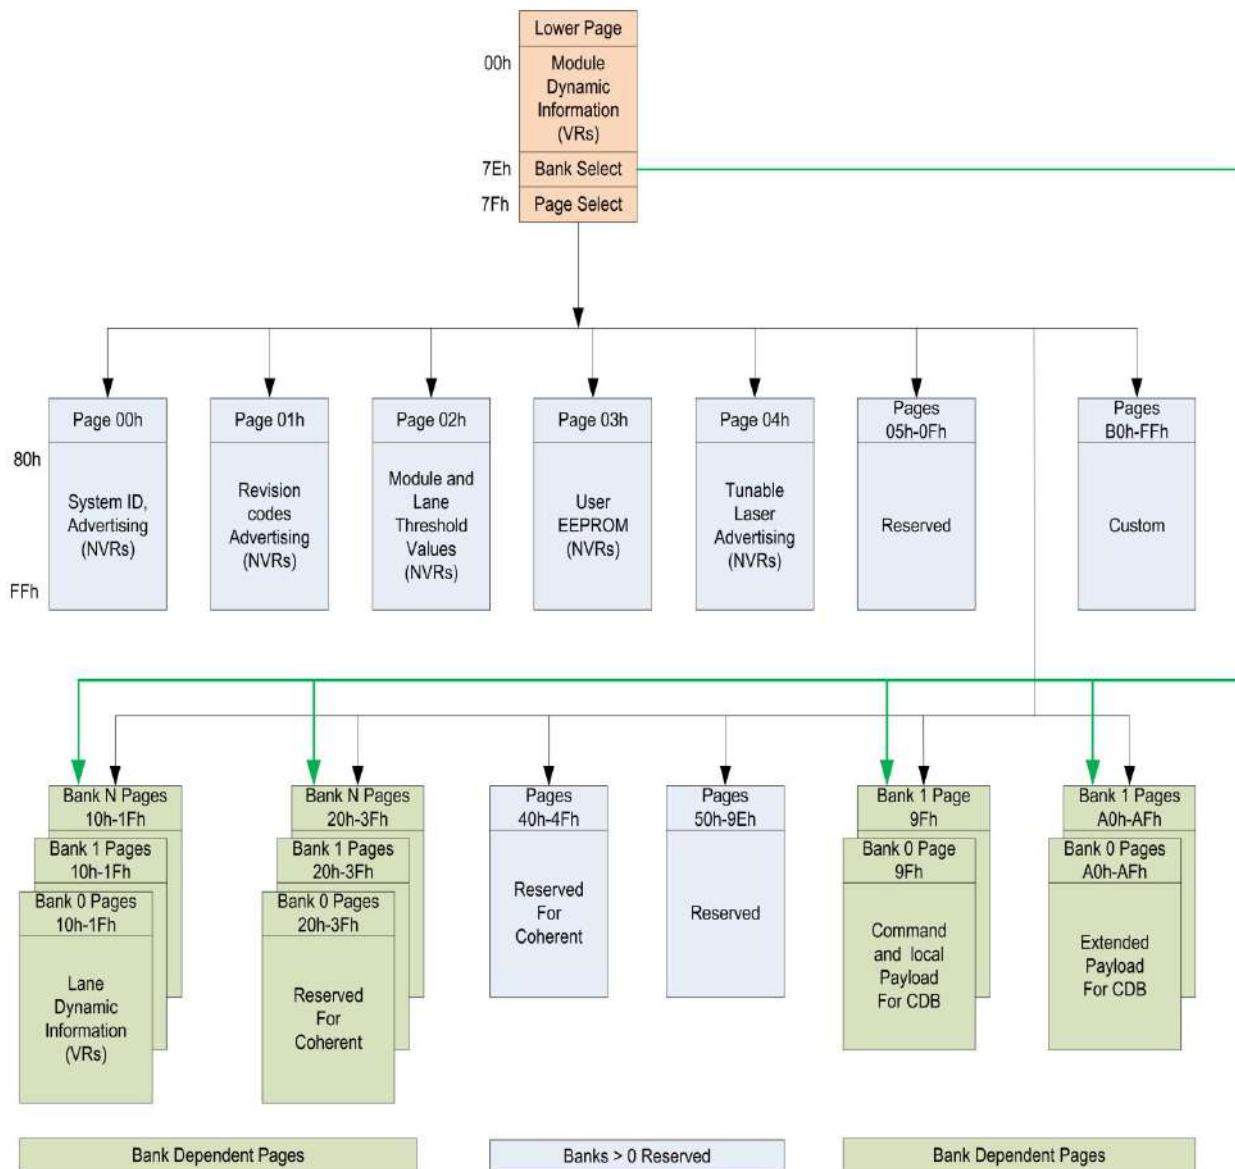 Lower Page
00h
Module
Dynamic
Information
(VRs)
7Eh
Bank Select
7Fh
Page Select
Page 00h
80h
System ID,
Advertising
(NVRs)
FFh
Page 01h
Revision
codes
Advertising
(NVRs)
Page 02h
Module and
Lane
Threshold
Values
(NVRs)
Page 03h
User
EEPROM
(NVRs)
Page 04h
Tunable
Laser
Advertising
(NVRs)
Pages
05h-0Fh
Reserved
Pages
B0h-FFh
Custom
Bank N Pages
10h-1Fh
Bank 1 Pages
10h-1Fh
Bank 0 Pages
10h-1Fh
Lane
Dynamic
Information
(VRs)
Bank N Pages
20h-3Fh
Bank 1 Pages
20h-3Fh
Bank 0 Pages
20h-3Fh
Reserved
For
Coherent
Pages
40h-4Fh
Reserved
For
Coherent
Pages
50h-9Eh
Reserved
Bank 1 Page
9Fh
Bank 0 Page
9Fh
Command
and local
Payload
For CDB
Bank 1 Pages
A0h-AFh
Bank 0 Pages
A0h-AFh
Extended
Payload
For CDB
Bank Dependent Pages
Banks > 0 Reserved
Bank Dependent Pages